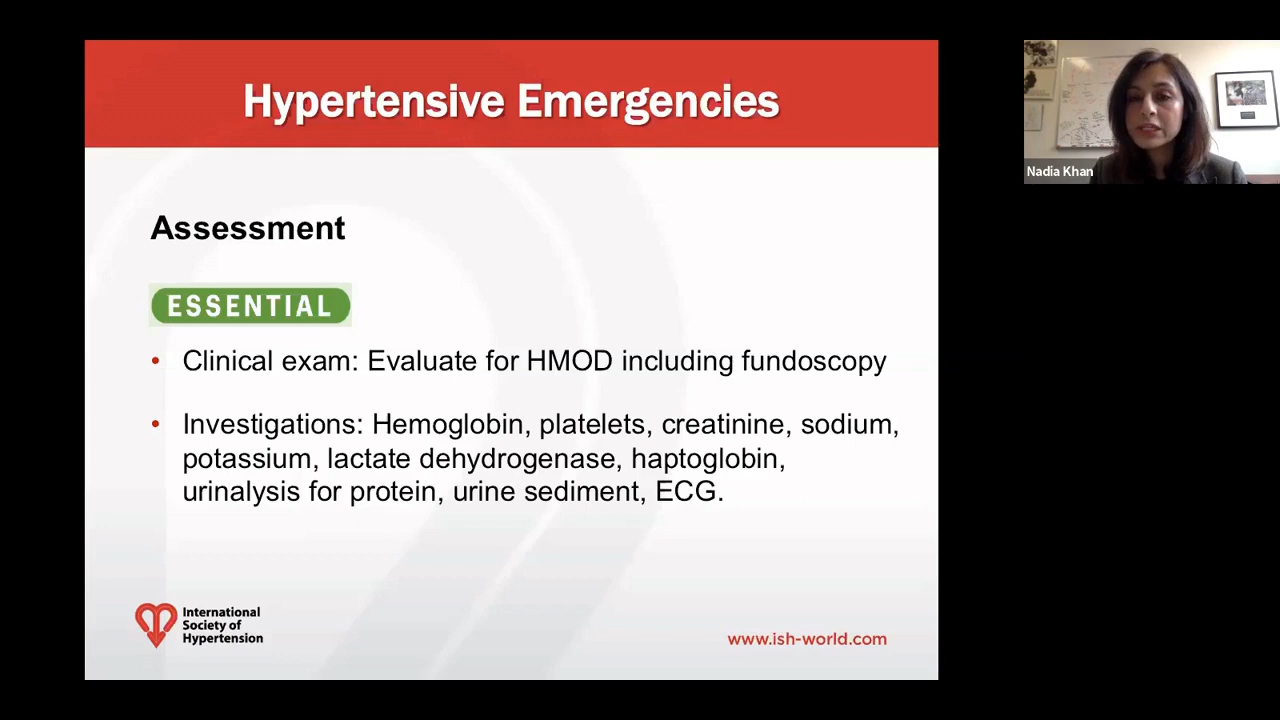 Hypertensive Emergencies
Assessment
ESSENTIAL
• Clinical exam: Evaluate for HMOD including fundoscopy
• Investigations: Hemoglobin, platelets, creatinine, sodium,
potassium, lactate dehydrogenase, haptoglobin,
urinalysis for protein, urine sediment, ECG.
International
Society of
Hypertension
www.ish-world.com
Nadia Khan